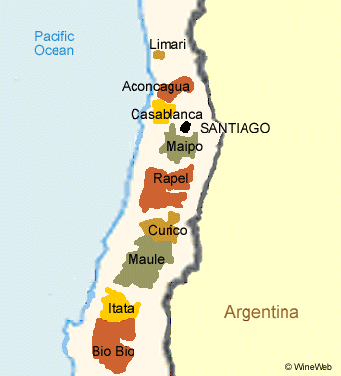 Pacific
Ocean
Limari
Aconcagua
Casablanca
SANTIAGO
Maipo
Rapel
Curico
Maule
Itata
Argentina
Bio Bio
© WineWeb